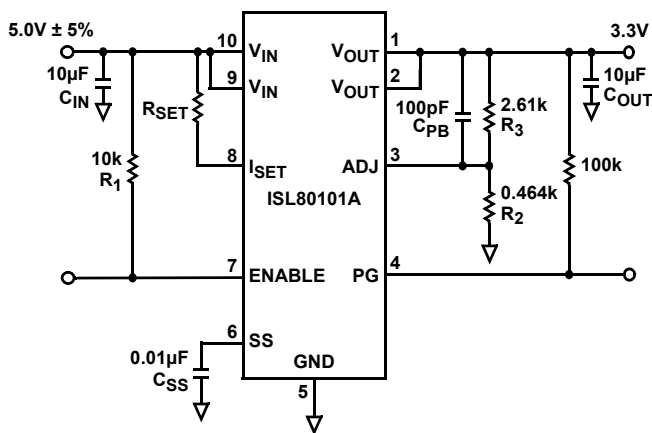 5.0V ± 5%
10µF
CIN
10k
R1
RSET
10
VIN
9
VIN
8
ISET
ISL80101A
7
ENABLE
6
SS
0.01µF
CSS
GND
5
VOUT
1
VOUT
2
ADJ
3
PG
4
100pF
CPB
2.61k
R3
0.464k
R2
100k
3.3V
10µF
COUT